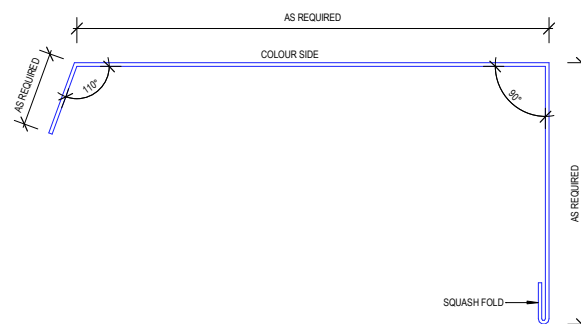 AS REQUIRED
COLOUR SIDE
AS REQUIRED
110°
90°
AS REQUIRED
SQUASH FOLD